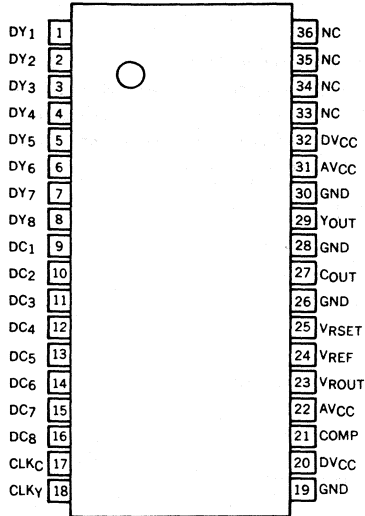 DY1 1 36 NC
DY2 2 35 NC
DY3 3 34 NC
DY4 4 33 NC
DY5 5 32 DVCC
DY6 6 31 AVCC
DY7 7 30 GND
DY8 8 29 YOUT
DC1 9 28 GND
DC2 10 27 COUT
DC3 11 26 GND
DC4 12 25 VRSET
DC5 13 24 VREF
DC6 14 23 VROUT
DC7 15 22 AVCC
DC8 16 21 COMP
CLKC 17 20 DVCC
CLKY 18 19 GND